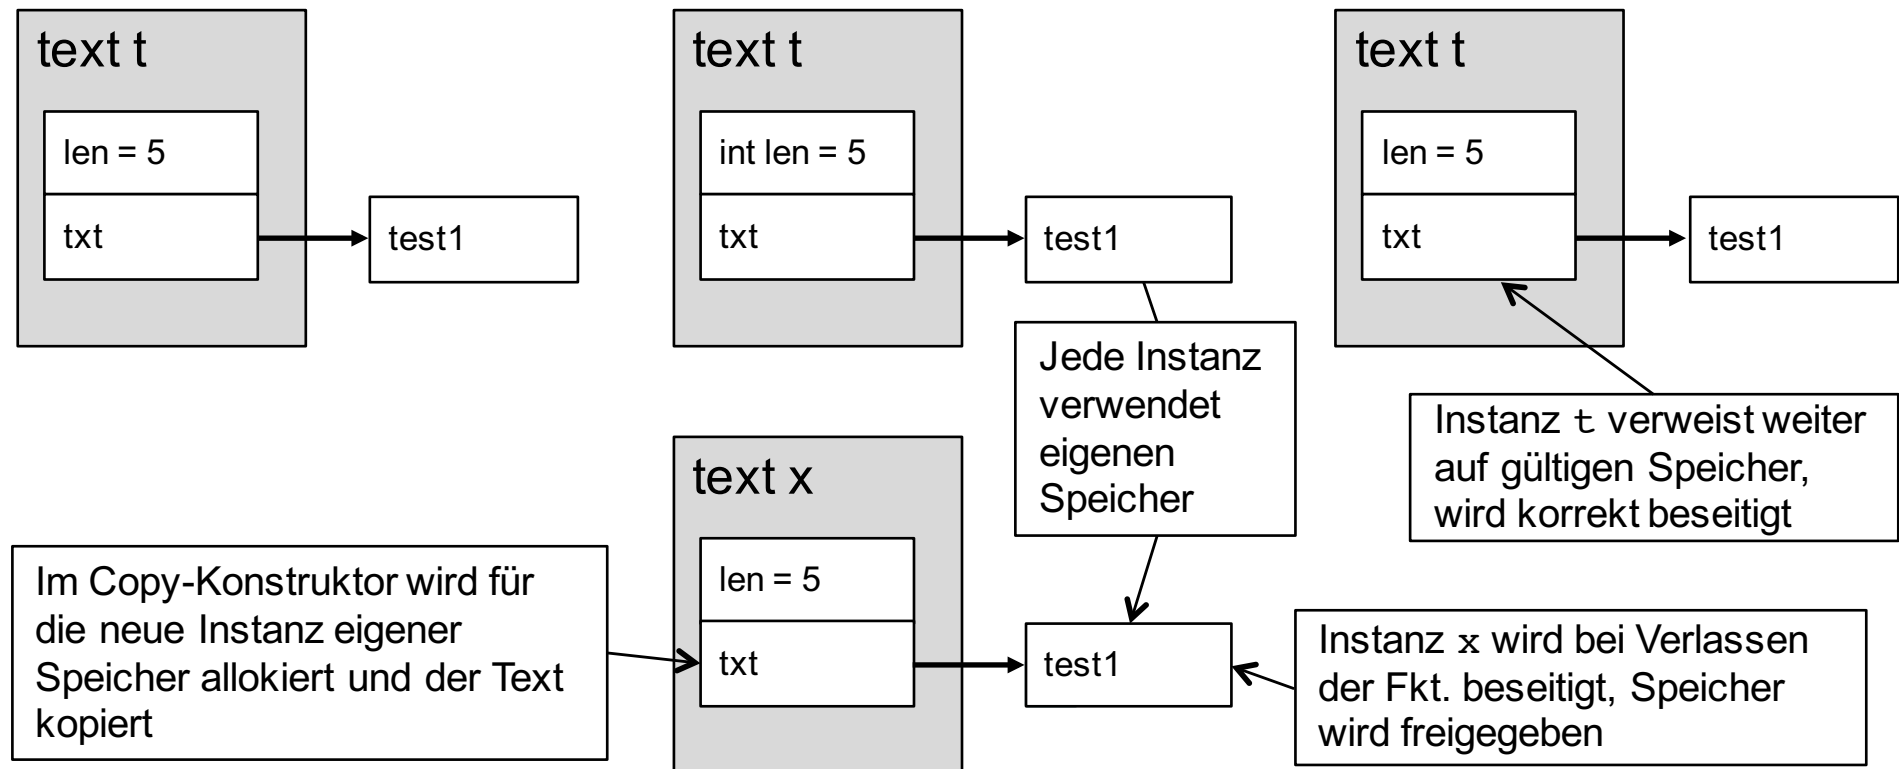 text t
len = 5
txt
test1
text t
int len = 5
txt
test1
text t
len = 5
txt
test1
Jede Instanz
verwendet
eigenen
Speicher
Instanz t verweist weiter
auf gültigen Speicher,
wird korrekt beseitigt
text x
len = 5
txt
test1
Im Copy-Konstruktor wird für
die neue Instanz eigener
Speicher allokiert und der Text
kopiert
Instanz x wird bei Verlassen
der Fkt. beseitigt, Speicher
wird freigegeben